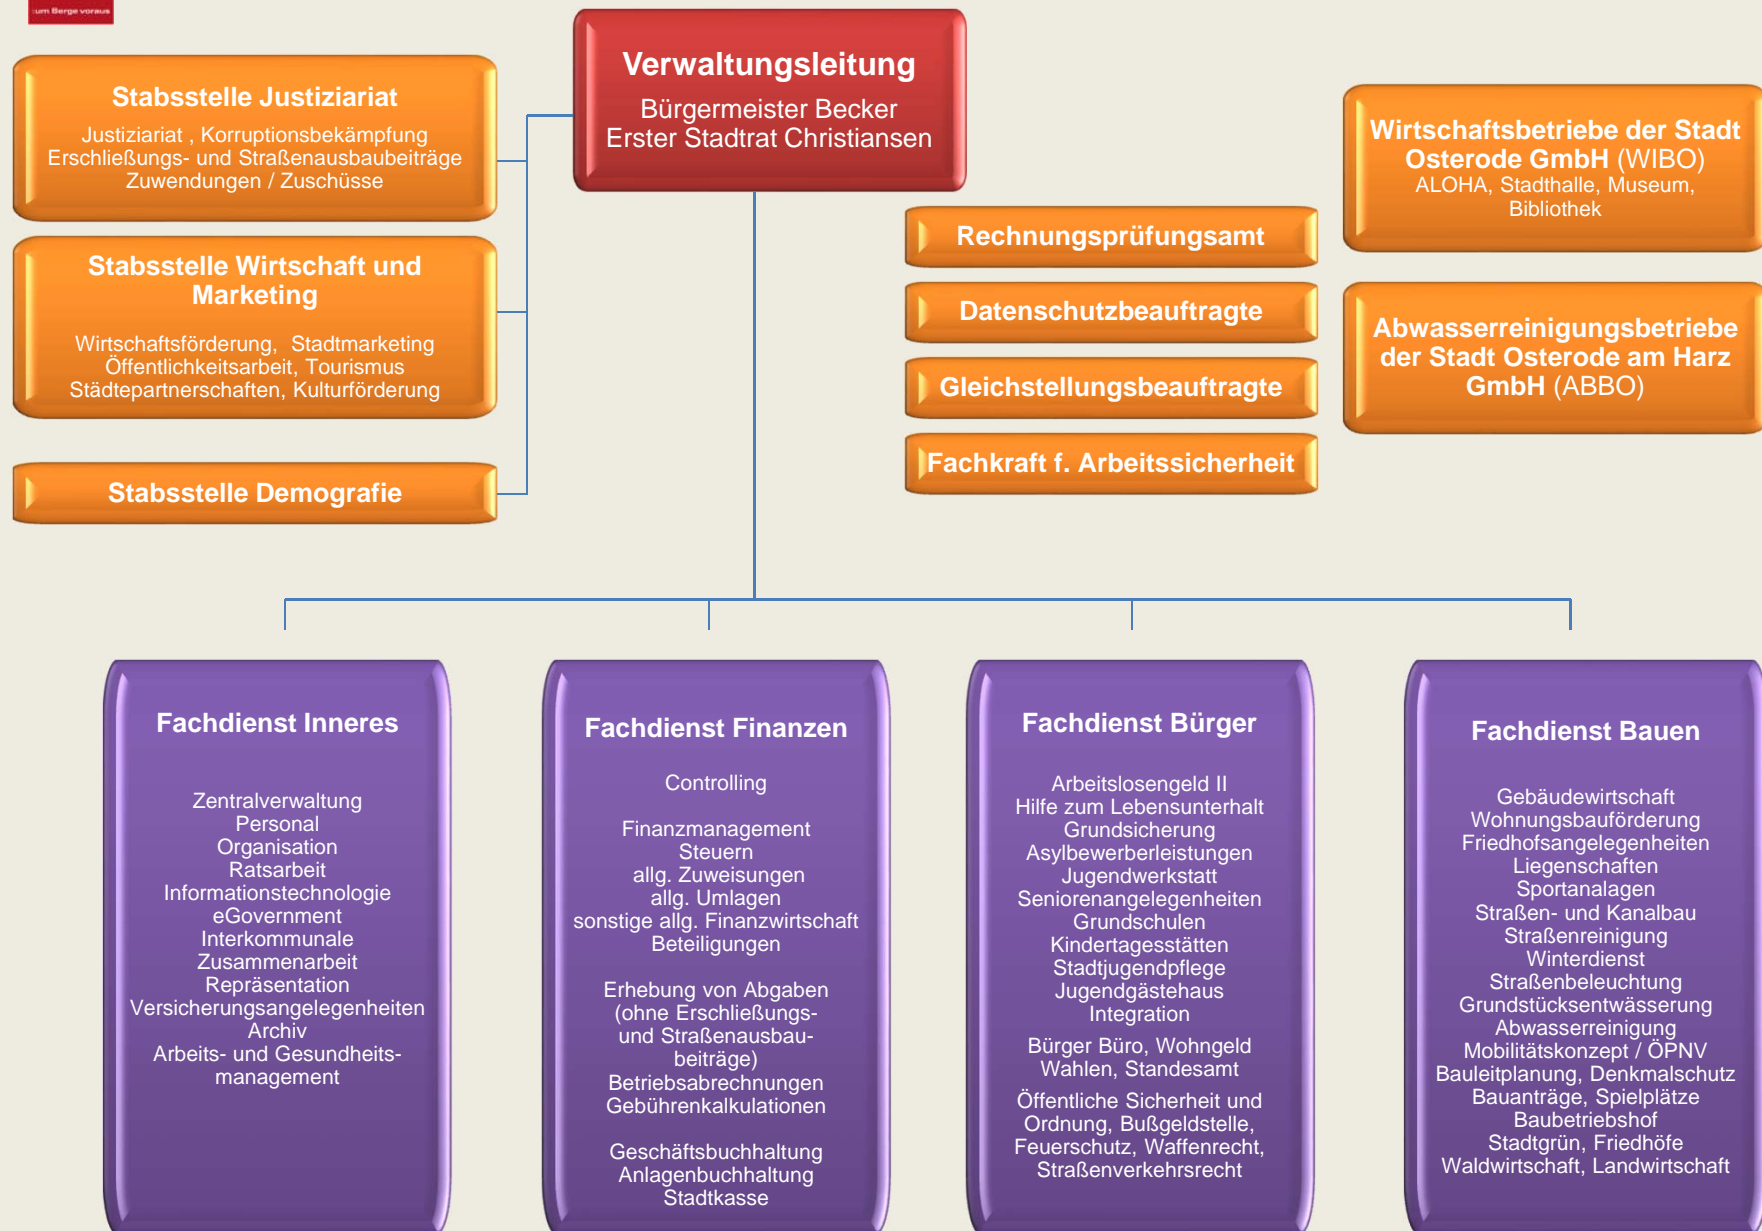 Verwaltungsleitung
Bürgermeister Becker
Erster Stadtrat Christiansen
Stabsstelle Justiziariat
Justiziariat , Korruptionsbekämpfung
Erschließungs- und Straßenausbaubeiträge
Zuwendungen / Zuschüsse
Stabsstelle Wirtschaft und
Marketing
Wirtschaftsförderung, Stadtmarketing
Öffentlichkeitsarbeit, Tourismus
Städtepartnerschaften, Kulturförderung
Stabsstelle Demografie
Rechnungsprüfungsamt
Datenschutzbeauftragte
Gleichstellungsbeauftragte
Fachkraft f. Arbeitssicherheit
Wirtschaftsbetriebe der Stadt
Osterode GmbH (WIBO)
ALOHA, Stadthalle, Museum,
Bibliothek
Abwasserreinigungsbetriebe
der Stadt Osterode am Harz
GmbH (ABBO)
Fachdienst Inneres
Zentralverwaltung
Personal
Organisation
Ratsarbeit
Informationstechnologie
eGovernment
Interkommunale
Zusammenarbeit
Repräsentation
Versicherungsangelegenheiten
Archiv
Arbeits- und Gesundheits-
management
Fachdienst Finanzen
Controlling
Finanzmanagement
Steuern
allg. Zuweisungen
allg. Umlagen
sonstige allg. Finanzwirtschaft
Beteiligungen
Erhebung von Abgaben
(ohne Erschließungs-
und Straßenausbau-
beiträge)
Betriebsabrechnungen
Gebührenkalkulationen
Geschäftsbuchhaltung
Anlagenbuchhaltung
Stadtkasse
Fachdienst Bürger
Arbeitslosengeld II
Hilfe zum Lebensunterhalt
Grundsicherung
Asylbewerberleistungen
Jugendwerkstatt
Seniorenangelegenheiten
Grundschulen
Kindertagesstätten
Stadtjugendpflege
Jugendgästehaus
Integration
Bürger Büro, Wohngeld
Wahlen, Standesamt
Öffentliche Sicherheit und
Ordnung, Bußgeldstelle,
Feuerschutz, Waffenrecht,
Straßenverkehrsrecht
Fachdienst Bauen
Gebäudewirtschaft
Wohnungsbauförderung
Friedhofsangelegenheiten
Liegenschaften
Sportanalagen
Straßen- und Kanalbau
Straßenreinigung
Winterdienst
Straßenbeleuchtung
Grundstücksentwässerung
Abwasserreinigung
Mobilitätskonzept / ÖPNV
Bauleitplanung, Denkmalschutz
Bauanträge, Spielplätze
Baubetriebshof
Stadtgrün, Friedhöfe
Waldwirtschaft, Landwirtschaft